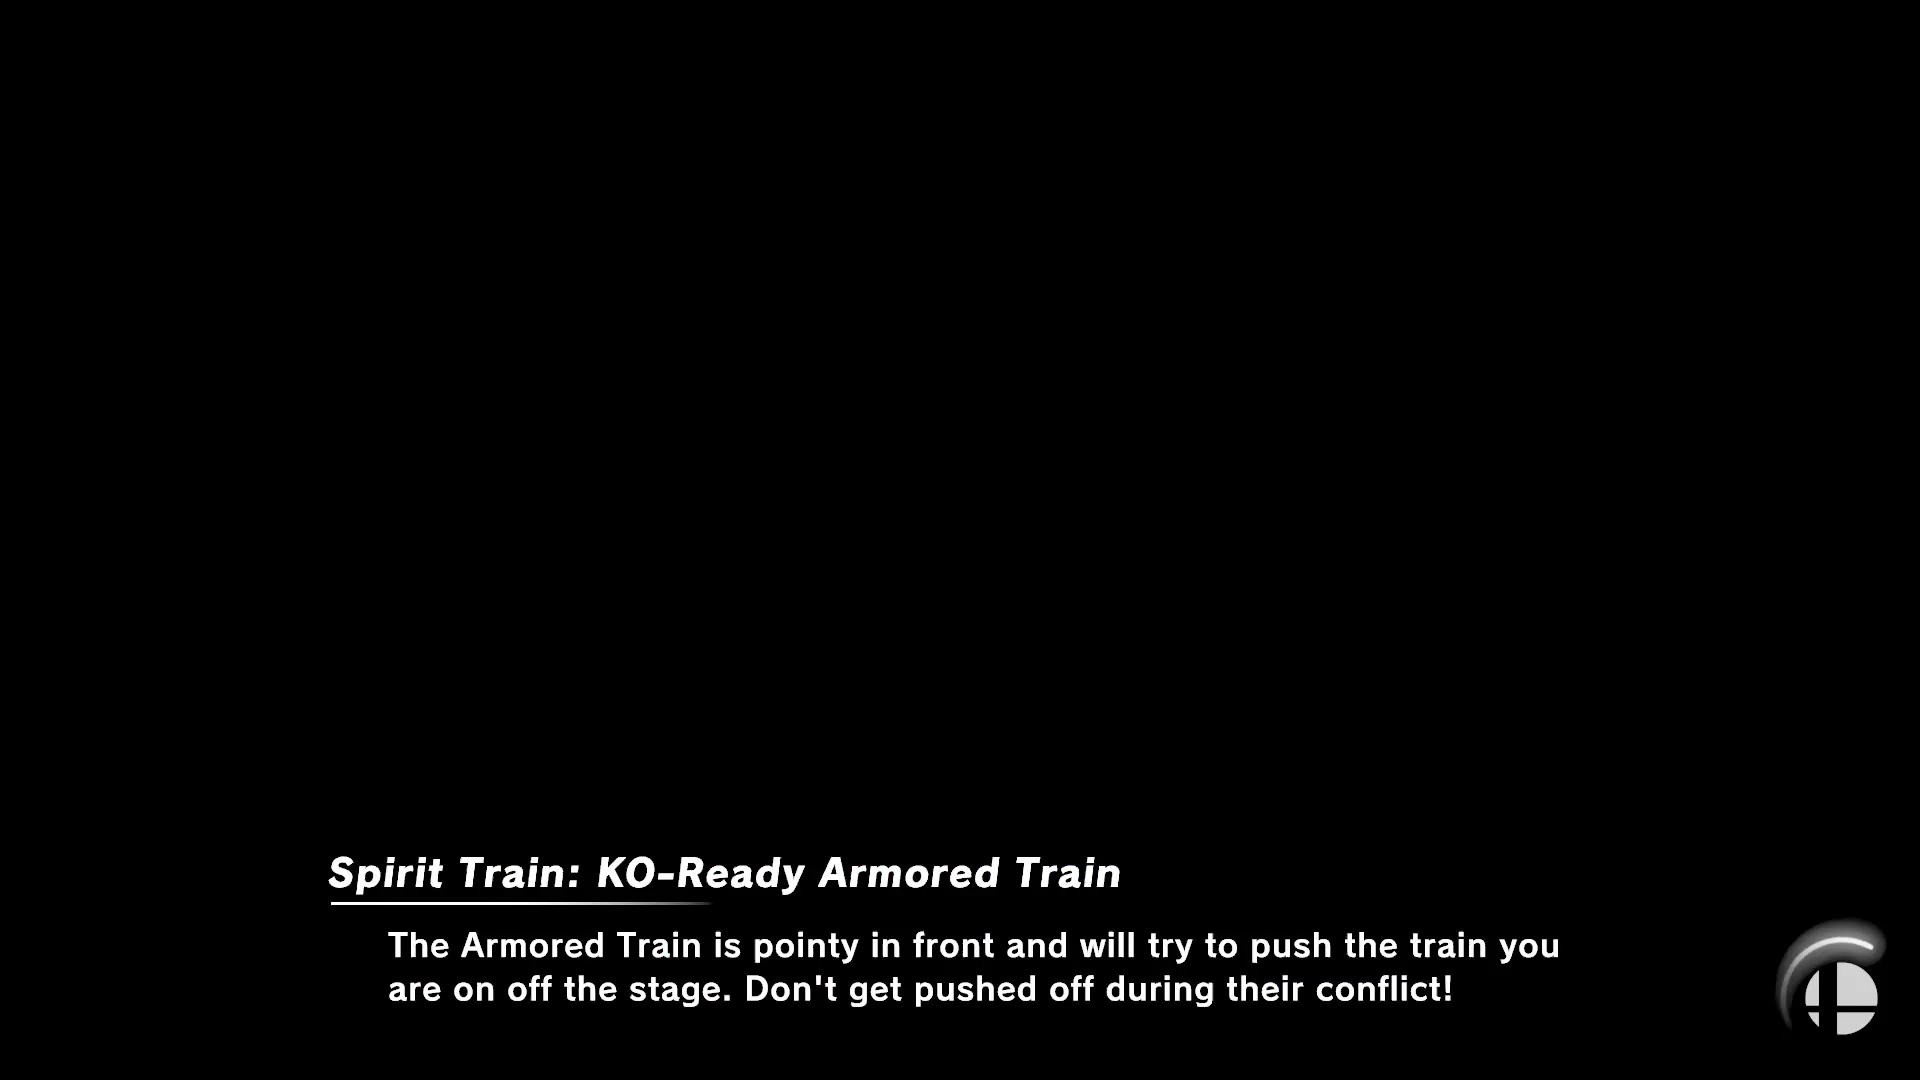 Spirit Train: KO-Ready Armored Train
The Armored Train is pointy in front and will try to push the train you
are on off the stage. Don't get pushed off during their conflict!